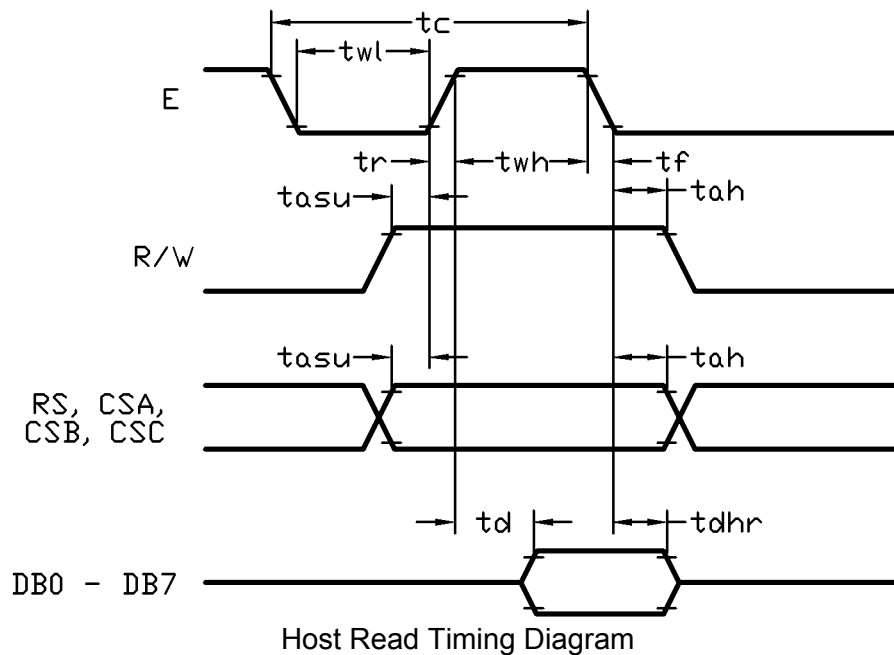 tc
twl
E
tr
twh
tf
tasu
tah
R/W
tasu
tah
RS, CSA,
CSB, CSC
td
tdhr
DB0 - DB7
Host Read Timing Diagram